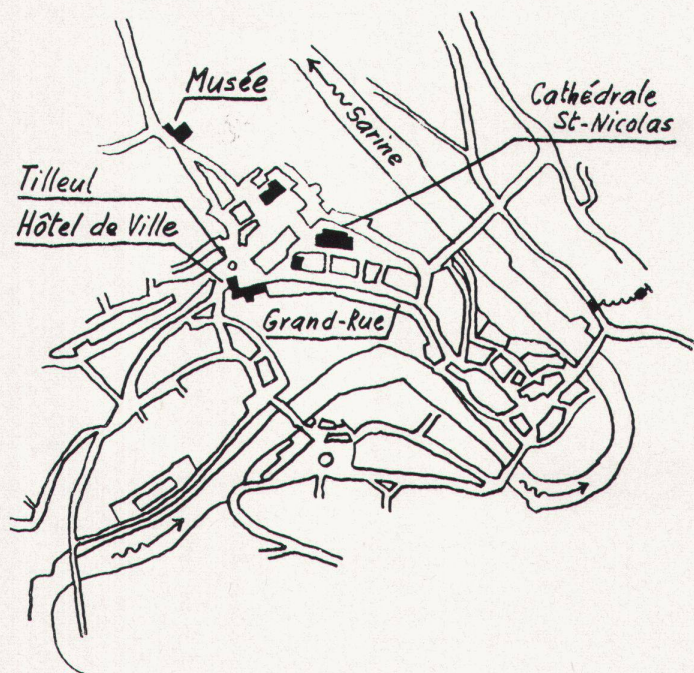 Musée
Cathédrale
St-Nicolas
Sarine
Tilleul
Hôtel de Ville
Grand-Rue